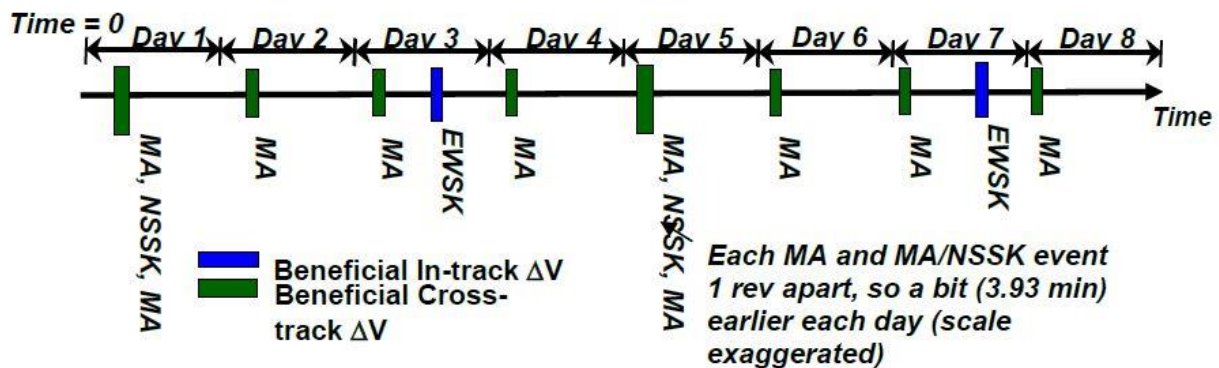 Time = 0
Day 1
Day 2
Day 3
Day 4
Day 5
Day 6
Day 7
Day 8
Time
MA, NSSK, MA
MA
MA
EWSK
MA
MA, NSSK, MA
MA
MA
EWSK
MA
Beneficial In-track ΔV
Beneficial Cross-
track ΔV
Each MA and MA/NSSK event
1 rev apart, so a bit (3.93 min)
earlier each day (scale
exaggerated)